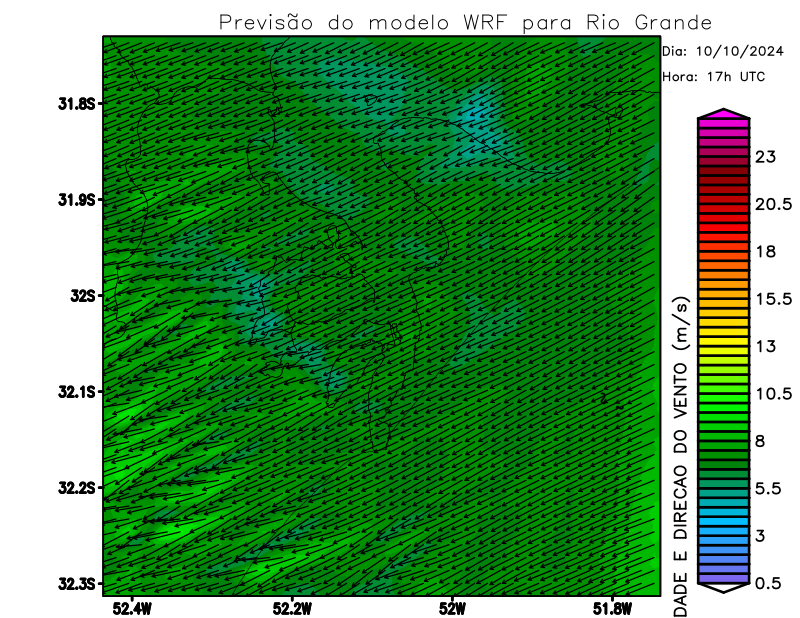 Previsão do modelo WRF para Rio Grande
Dia: 10/10/2024
Hora: 17h UTC
31.8S
31.9S
32S
32.1S
32.2S
32.3S
52.4W
52.2W
52W
51.8W
23
20.5
18
15.5
13
10.5
8
5.5
3
0.5
DADE E DIRECAO DO VENTO (m/s)